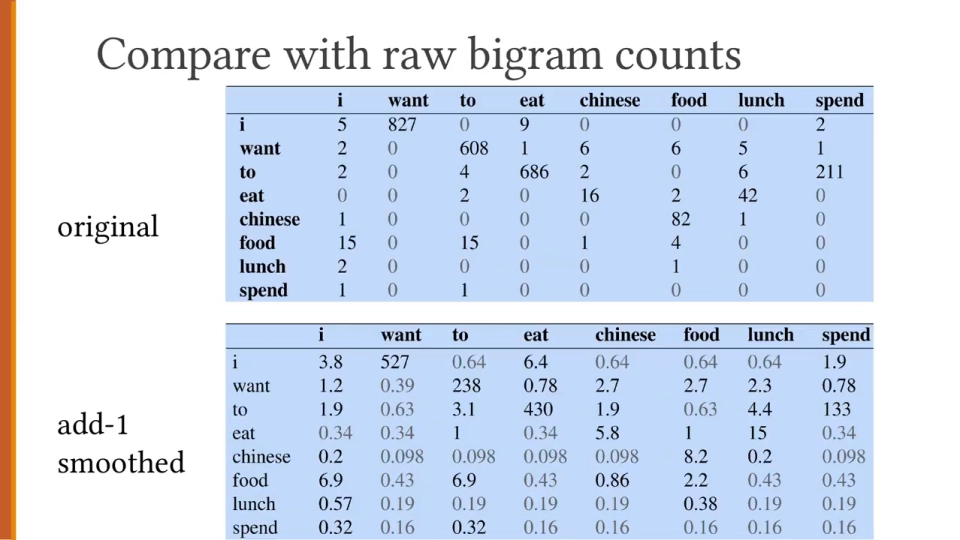 Compare with raw bigram counts
i want to eat chinese food lunch spend
i 5 827 0 9 0 0 0 2
want 2 0 608 1 6 6 5 1
to 2 0 4 686 2 0 6 211
eat 0 0 2 0 16 2 42 0
chinese 1 0 0 0 0 82 1 0
food 15 0 15 0 1 4 0 0
lunch 2 0 0 0 0 1 0 0
spend 1 0 1 0 0 0 0 0
original
i want to eat chinese food lunch spend
i 3.8 527 0.64 6.4 0.64 0.64 0.64 1.9
want 1.2 0.39 238 0.78 2.7 2.7 2.3 0.78
to 1.9 0.63 3.1 430 1.9 0.63 4.4 133
eat 0.34 0.34 1 0.34 5.8 1 15 0.34
chinese 0.2 0.098 0.098 0.098 0.098 8.2 0.2 0.098
food 6.9 0.43 6.9 0.43 0.86 2.2 0.43 0.43
lunch 0.57 0.19 0.19 0.19 0.19 0.38 0.19 0.19
spend 0.32 0.16 0.32 0.16 0.16 0.16 0.16 0.16
add-1
smoothed